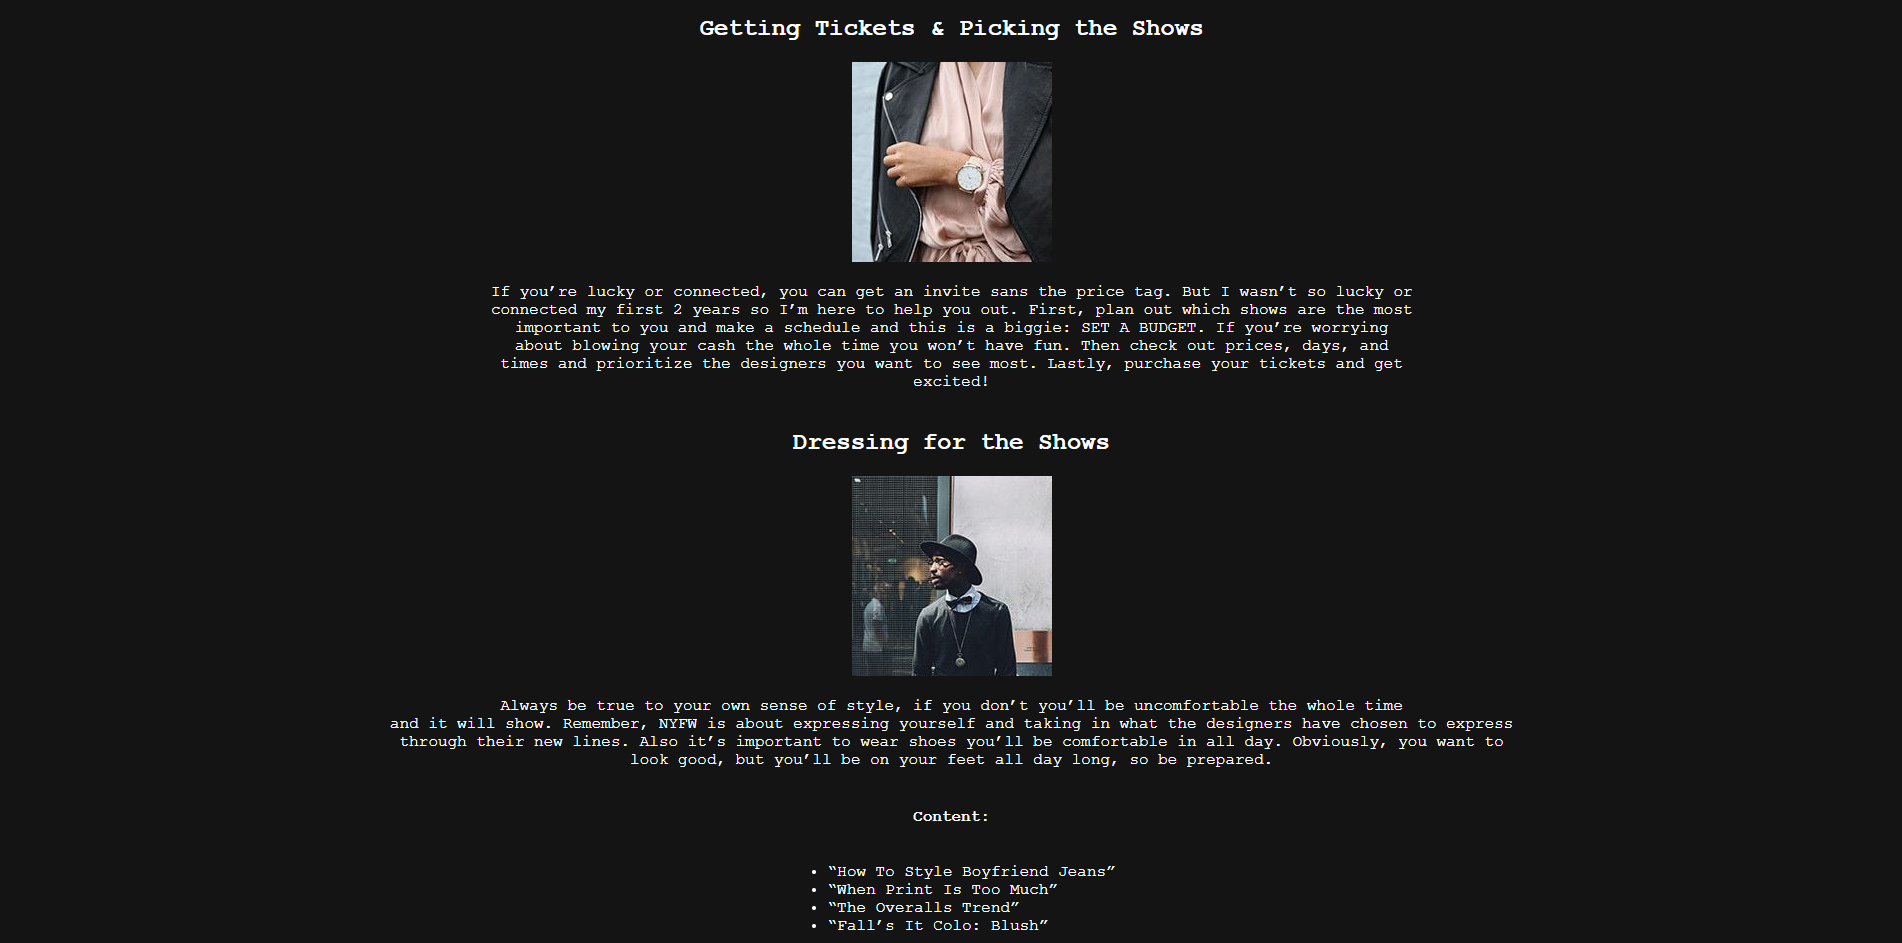 Getting Tickets & Picking the Shows
If you’re lucky or connected, you can get an invite sans the price tag. But I wasn’t so lucky or
connected my first 2 years so I’m here to help you out. First, plan out which shows are the most
important to you and make a schedule and this is a biggie: SET A BUDGET. If you’re worrying
about blowing your cash the whole time you won’t have fun. Then check out prices, days, and
times and prioritize the designers you want to see most. Lastly, purchase your tickets and get
excited!
Dressing for the Shows
Always be true to your own sense of style, if you don’t you’ll be uncomfortable the whole time
and it will show. Remember, NYFW is about expressing yourself and taking in what the designers have chosen to express
through their new lines. Also it’s important to wear shoes you’ll be comfortable in all day. Obviously, you want to
look good, but you’ll be on your feet all day long, so be prepared.
Content:
• “How To Style Boyfriend Jeans”
• “When Print Is Too Much”
• “The Overalls Trend”
• “Fall’s It Colo: Blush”